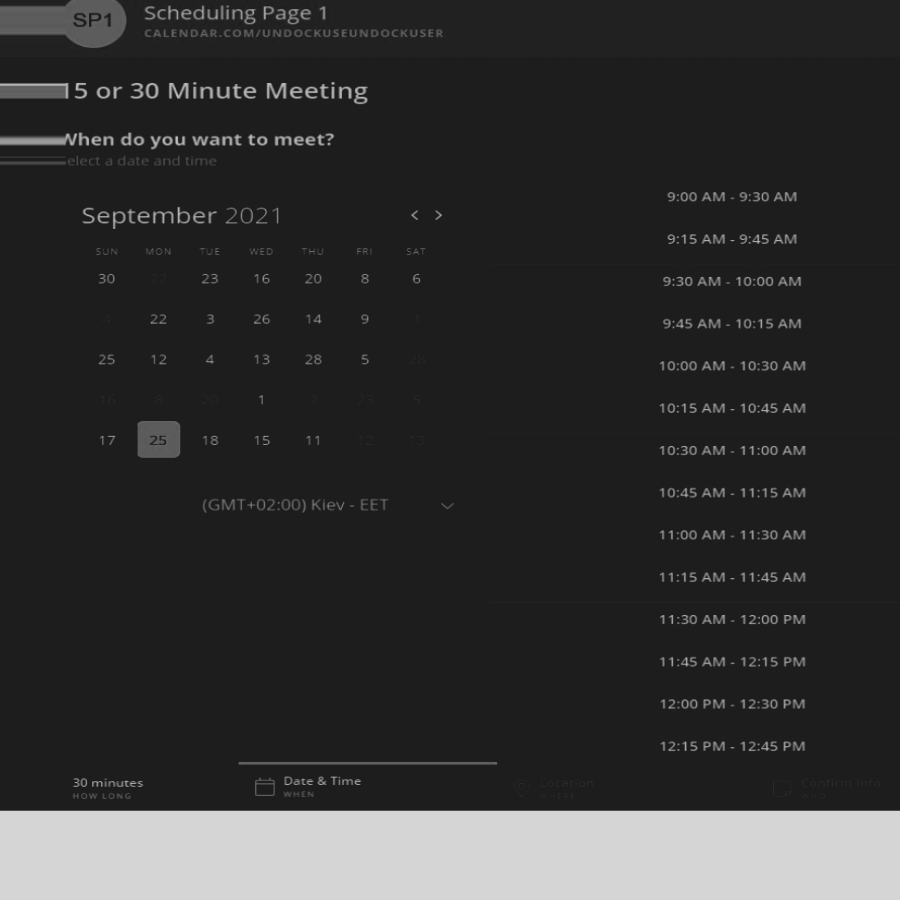 SP1
Scheduling Page 1
CALENDAR.COM/UNDOCKUSEUNDOCKUSER
15 or 30 Minute Meeting
When do you want to meet?
elect a date and time
September 2021
< >
SUN MON TUE WED THU FRI SAT
30 27 23 16 20 8 6
4 22 3 26 14 9 1
25 12 4 13 28 5 28
16 8 20 1 2 23 5
17 25 18 15 11 12 13
(GMT+02:00) Kiev - EET
9:00 AM - 9:30 AM
9:15 AM - 9:45 AM
9:30 AM - 10:00 AM
9:45 AM - 10:15 AM
10:00 AM - 10:30 AM
10:15 AM - 10:45 AM
10:30 AM - 11:00 AM
10:45 AM - 11:15 AM
11:00 AM - 11:30 AM
11:15 AM - 11:45 AM
11:30 AM - 12:00 PM
11:45 AM - 12:15 PM
12:00 PM - 12:30 PM
12:15 PM - 12:45 PM
30 minutes
HOW LONG
Date & Time
WHEN
Location
WHERE
Confirm Info